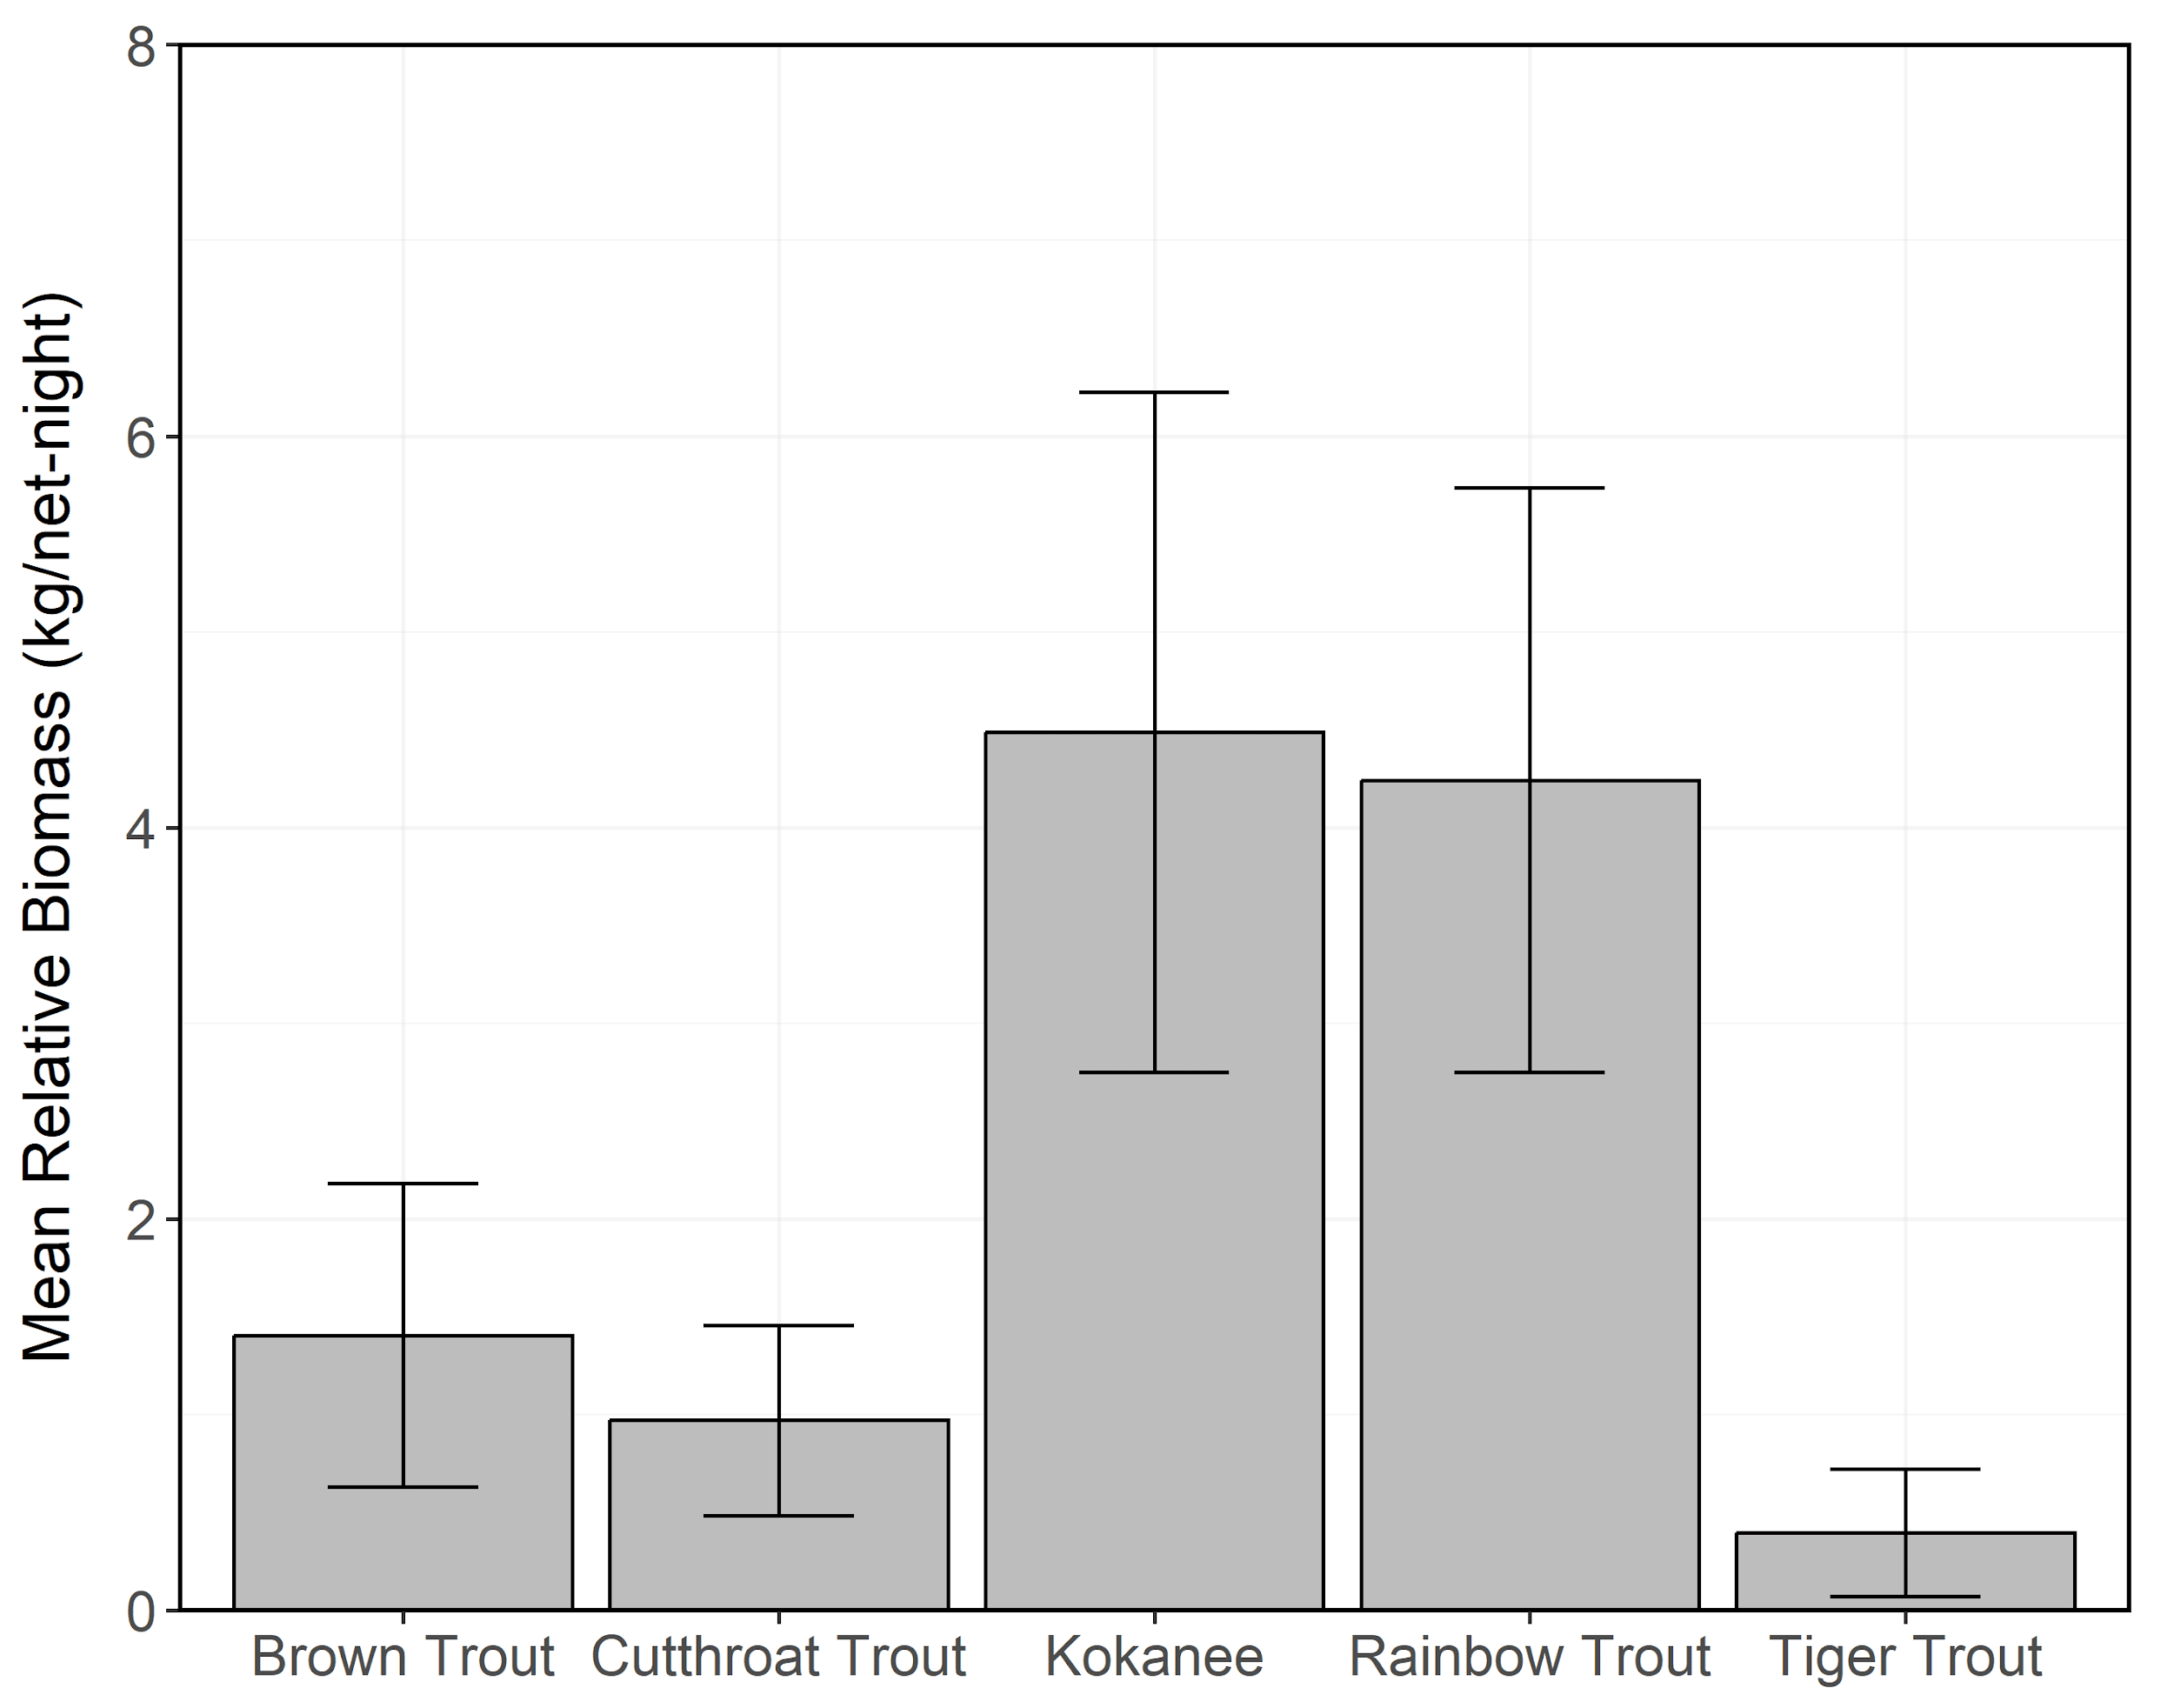 Mean Relative Biomass (kg/net-night)
8
6
4
2
0
Brown Trout
Cutthroat Trout
Kokanee
Rainbow Trout
Tiger Trout